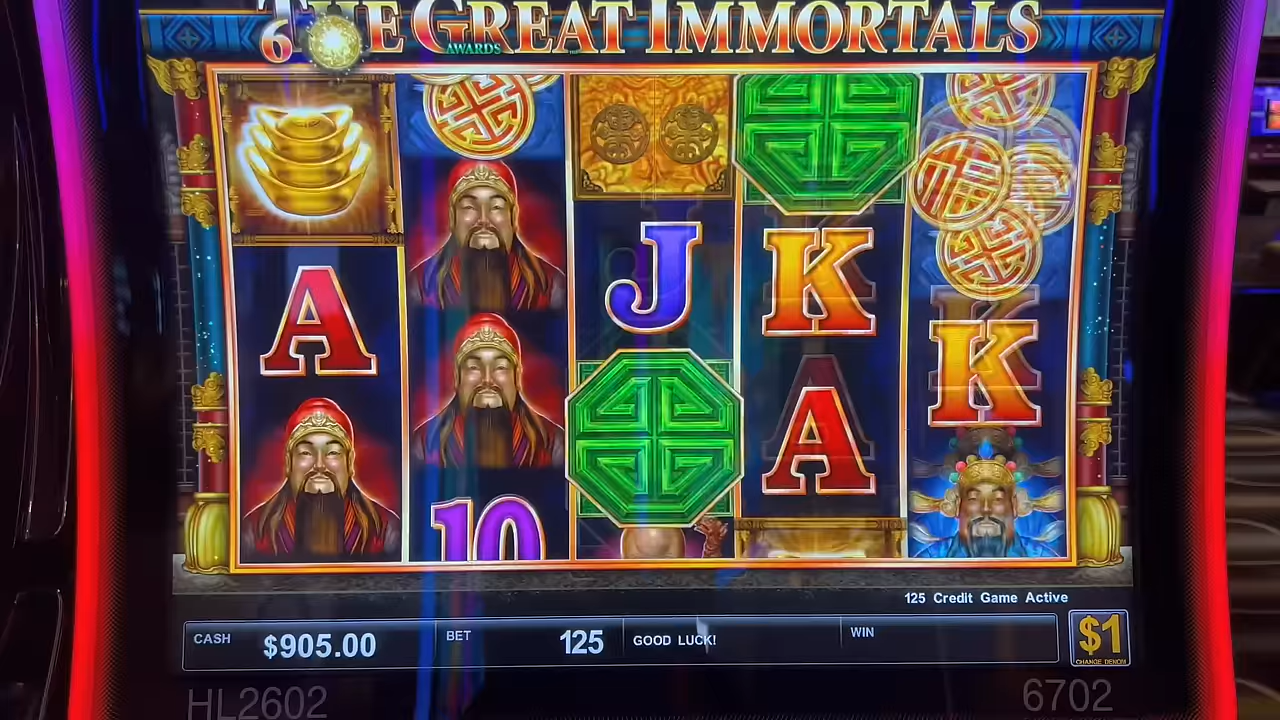 THE GREAT IMMORTALS
6
AWARDS
J
K
A
K
A
10
125 Credit Game Active
CASH $905.00 BET 125 GOOD LUCK! WIN $1
CHANGE DENOM
HL2602 6702